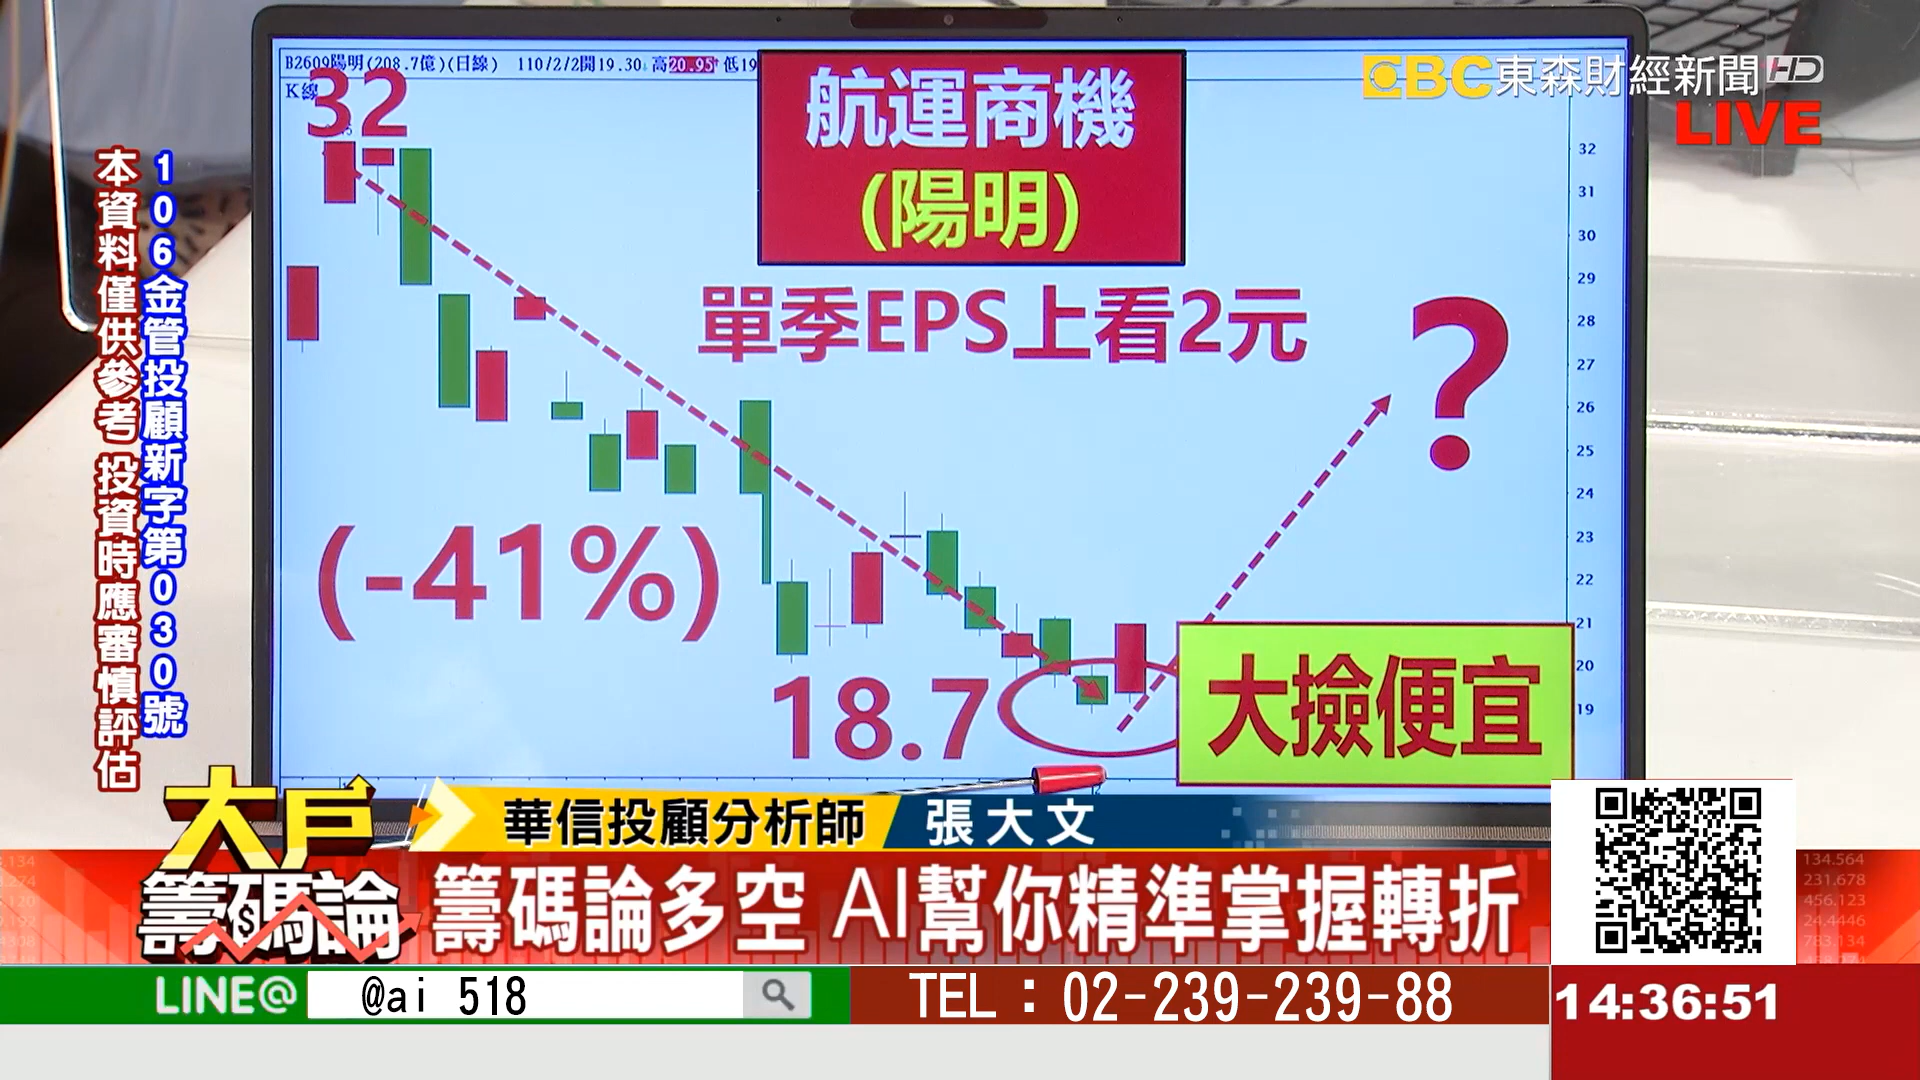 B2609陽明(208.7億)(日線) 110/2/2開19.30 高20.95 低19
K線
32
航運商機
(陽明)
EBC東森財經新聞HD
LIVE
單季EPS上看2元
?
(-41%)
18.7
大撿便宜
32
31
30
29
28
27
26
25
24
23
22
21
20
19
106金管投顧新字第030號
本資料僅供參考 投資時應審慎評估
大戶
籌碼論
華信投顧分析師 張大文
籌碼論多空 AI幫你精準掌握轉折
134.564
231.678
456.123
24.4446
783.134
LINE@ @ai 518
TEL：02-239-239-88
14:36:51